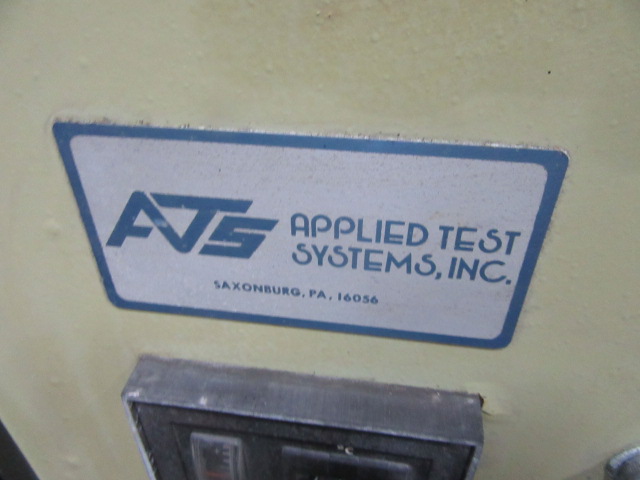 ATS
APPLIED TEST
SYSTEMS, INC.
SAXONBURG, PA, 16056